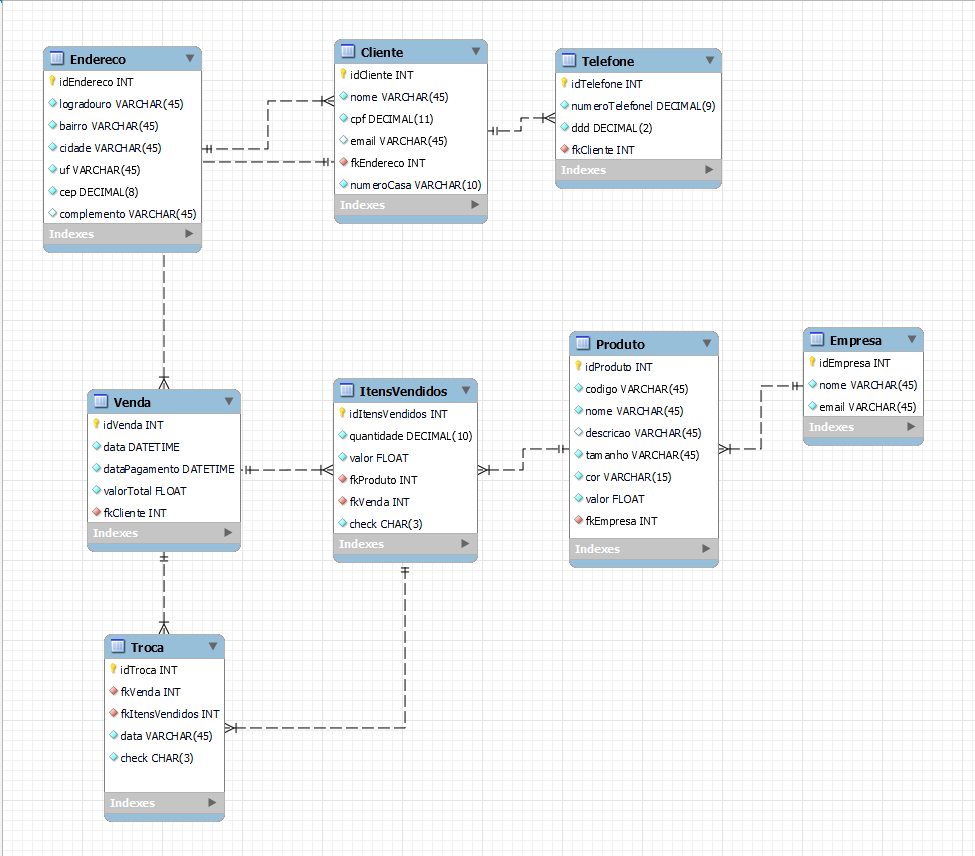 Endereco
idEndereco INT
logradouro VARCHAR(45)
bairro VARCHAR(45)
cidade VARCHAR(45)
uf VARCHAR(45)
cep DECIMAL(8)
complemento VARCHAR(45)
Indexes
Cliente
idCliente INT
nome VARCHAR(45)
cpf DECIMAL(11)
email VARCHAR(45)
fkEndereco INT
numeroCasa VARCHAR(10)
Indexes
Telefone
idTelefone INT
numeroTelefonel DECIMAL(9)
ddd DECIMAL(2)
fkCliente INT
Indexes
Venda
idVenda INT
data DATETIME
dataPagamento DATETIME
valorTotal FLOAT
fkCliente INT
Indexes
ItensVendidos
idItensVendidos INT
quantidade DECIMAL(10)
valor FLOAT
fkProduto INT
fkVenda INT
check CHAR(3)
Indexes
Produto
idProduto INT
codigo VARCHAR(45)
nome VARCHAR(45)
descricao VARCHAR(45)
tamanho VARCHAR(45)
cor VARCHAR(15)
valor FLOAT
fkEmpresa INT
Indexes
Empresa
idEmpresa INT
nome VARCHAR(45)
email VARCHAR(45)
Indexes
Troca
idTroca INT
fkVenda INT
fkItensVendidos INT
data VARCHAR(45)
check CHAR(3)
Indexes